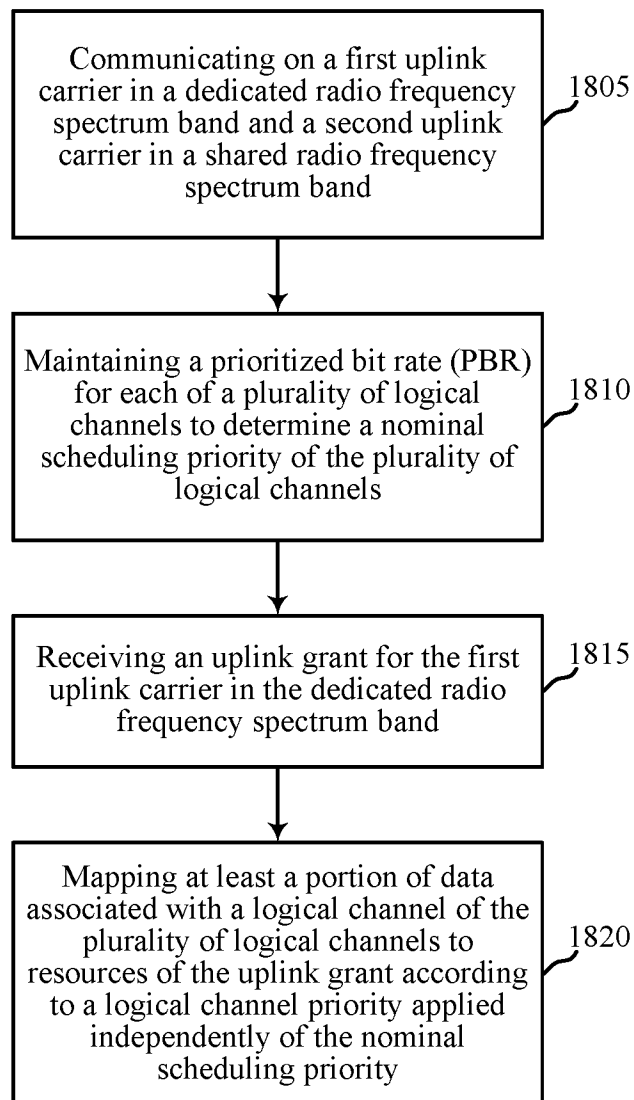 Communicating on a first uplink
carrier in a dedicated radio frequency
spectrum band and a second uplink
carrier in a shared radio frequency
spectrum band
1805
Maintaining a prioritized bit rate (PBR)
for each of a plurality of logical
channels to determine a nominal
scheduling priority of the plurality of
logical channels
1810
Receiving an uplink grant for the first
uplink carrier in the dedicated radio
frequency spectrum band
1815
Mapping at least a portion of data
associated with a logical channel of the
plurality of logical channels to
resources of the uplink grant according
to a logical channel priority applied
independently of the nominal
scheduling priority
1820